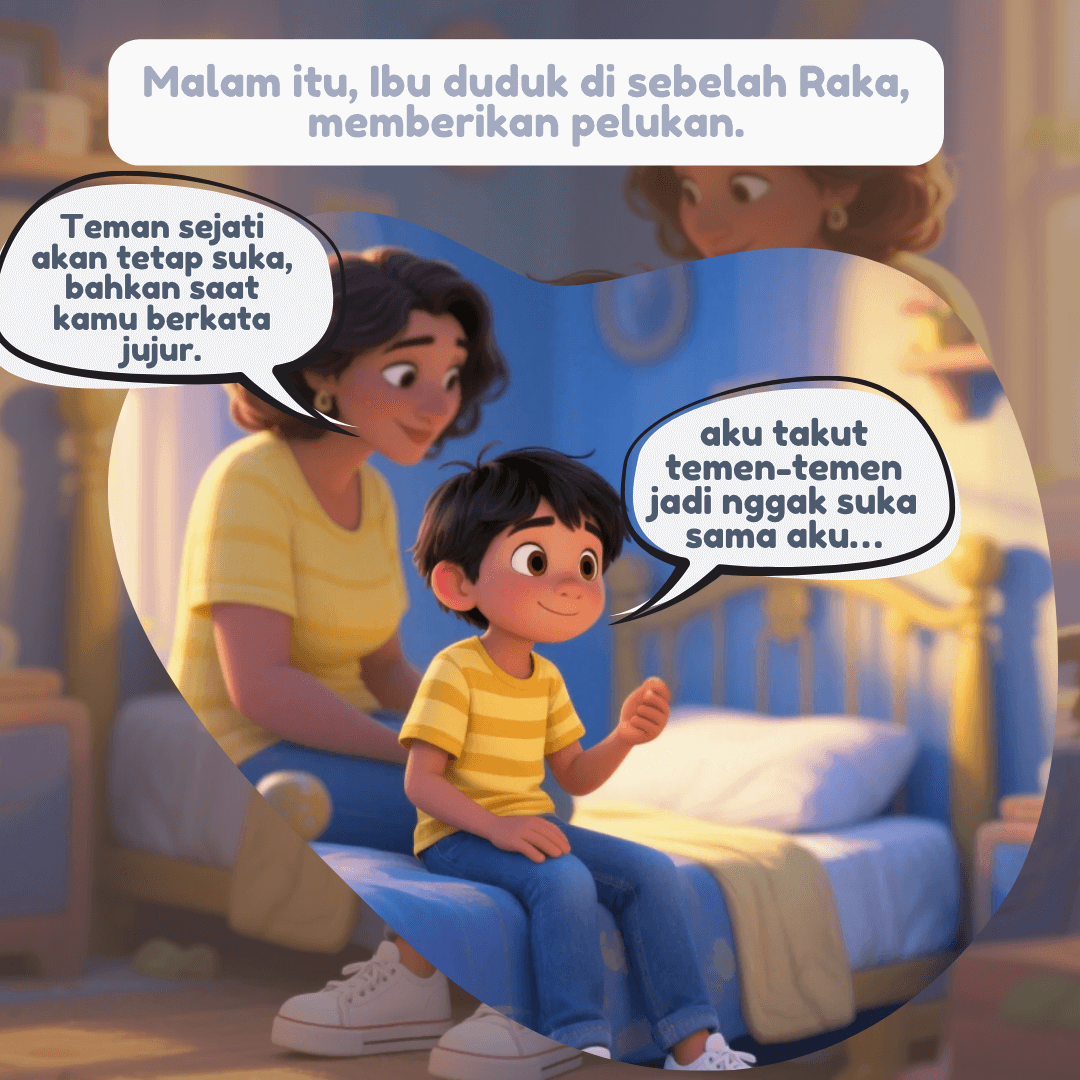 Malam itu, Ibu duduk di sebelah Raka,
memberikan pelukan.
Teman sejati
akan tetap suka,
bahkan saat
kamu berkata
jujur.
aku takut
temen-temen
jadi nggak suka
sama aku...